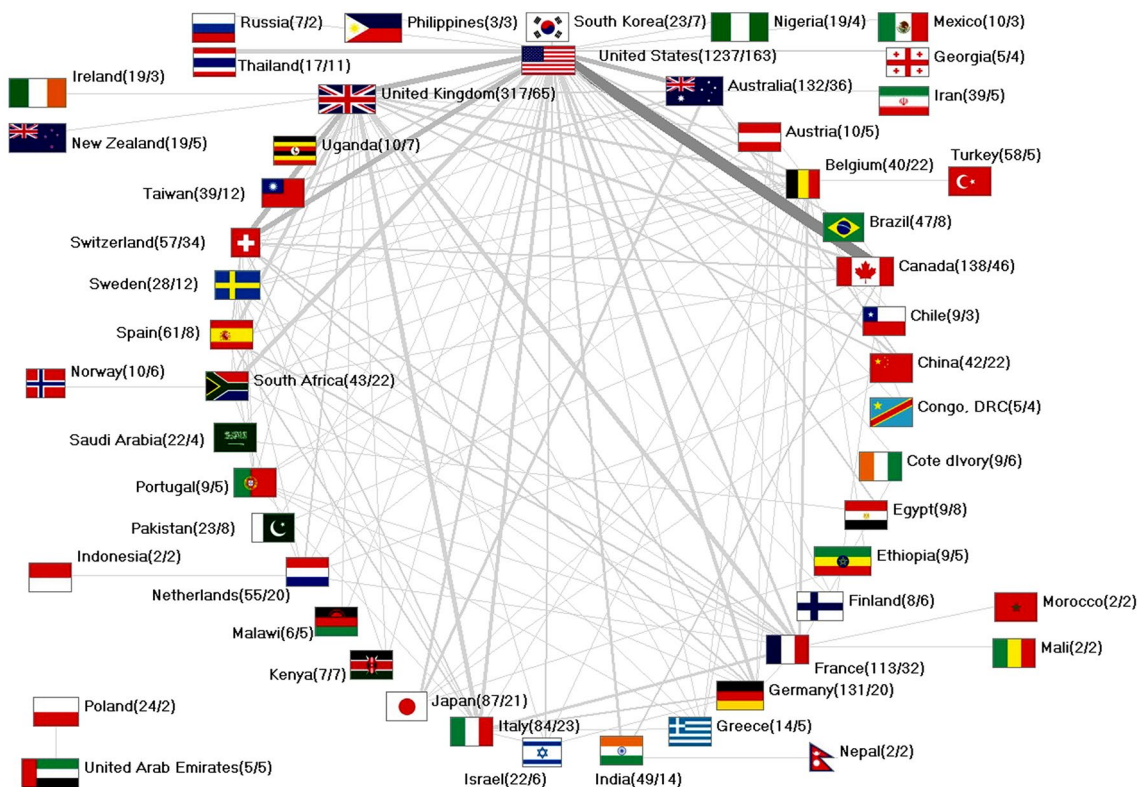 Russia(7/2)
Philippines(3/3)
South Korea(23/7)
Nigeria(19/4)
Mexico(10/3)
Thailand(17/11)
United States(1237/163)
Georgia(5/4)
Ireland(19/3)
United Kingdom(317/65)
Australia(132/36)
Iran(39/5)
New Zealand(19/5)
Uganda(10/7)
Austria(10/5)
Belgium(40/22)
Turkey(58/5)
Taiwan(39/12)
Brazil(47/8)
Switzerland(57/34)
Canada(138/46)
Sweden(28/12)
Chile(9/3)
Spain(61/8)
China(42/22)
Norway(10/6)
South Africa(43/22)
Congo, DRC(5/4)
Saudi Arabia(22/4)
Cote dIvory(9/6)
Portugal(9/5)
Egypt(9/8)
Pakistan(23/8)
Indonesia(2/2)
Ethiopia(9/5)
Netherlands(55/20)
Finland(8/6)
Morocco(2/2)
Malawi(6/5)
Mali(2/2)
Kenya(7/7)
France(113/32)
Poland(24/2)
Japan(87/21)
Germany(131/20)
Italy(84/23)
Greece(14/5)
Nepal(2/2)
United Arab Emirates(5/5)
Israel(22/6)
India(49/14)